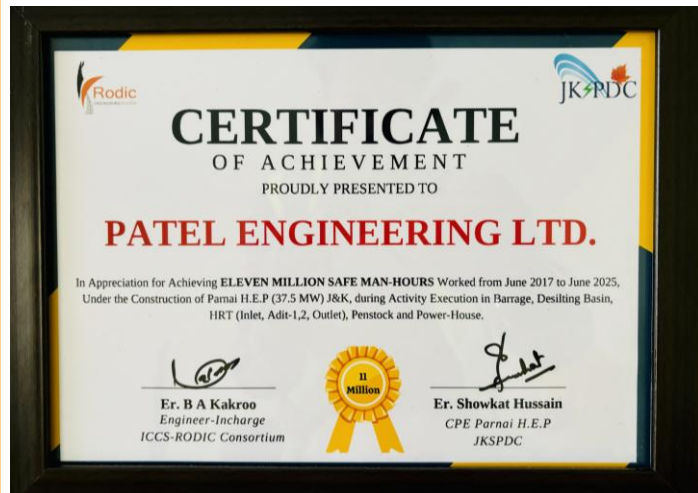 Rodic
JKSPDC
CERTIFICATE
OF ACHIEVEMENT
PROUDLY PRESENTED TO
PATEL ENGINEERING LTD.
In Appreciation for Achieving ELEVEN MILLION SAFE MAN-HOURS Worked from June 2017 to June 2025,
Under the Construction of Parnai H.E.P (37.5 MW) J&K, during Activity Execution in Barrage, Desilting Basin,
HRT (Inlet, Adit-1,2, Outlet), Penstock and Power-House.
11
Million
Er. B A Kakroo
Engineer-Incharge
ICCS-RODIC Consortium
Er. Showkat Hussain
CPE Parnai H.E.P
JKSPDC